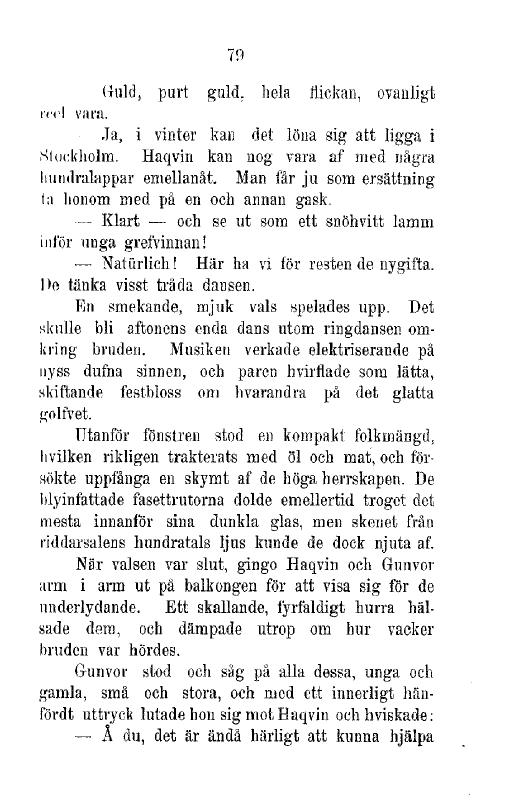 79
Guld, purt guld, hela flickan, ovanligt
reel vara.
Ja, i vinter kan det löna sig att ligga i
Stockholm. Haqvin kan nog vara af med några
hundralappar emellanåt. Man får ju som ersättning
ta honom med på en och annan gask.
— Klart — och se ut som ett snöhvitt lamm
inför unga grefvinnan!
— Natürlich! Här ha vi för resten de nygifta.
De tänka visst tråda dansen.
En smekande, mjuk vals spelades upp. Det
skulle bli aftonens enda dans utom ringdansen om-
kring bruden. Musiken verkade elektriserande på
nyss dufna sinnen, och paren hvirflade som lätta,
skiftande festbloss om hvarandra på det glatta
golfvet.
Utanför fönstren stod en kompakt folkmängd,
hvilken rikligen trakterats med öl och mat, och för-
sökte uppfånga en skymt af de höga herrskapen. De
blyinfattade fasettrutorna dolde emellertid troget det
mesta innanför sina dunkla glas, men skenet från
riddarsalens hundratals ljus kunde de dock njuta af.
När valsen var slut, gingo Haqvin och Gunvor
arm i arm ut på balkongen för att visa sig för de
underlydande. Ett skallande, fyrfaldigt hurra häl-
sade dem, och dämpade utrop om hur vacker
bruden var hördes.
Gunvor stod och såg på alla dessa, unga och
gamla, små och stora, och med ett innerligt hän-
fördt uttryck lutade hon sig mot Haqvin och hviskade:
— Å du, det är ändå härligt att kunna hjälpa